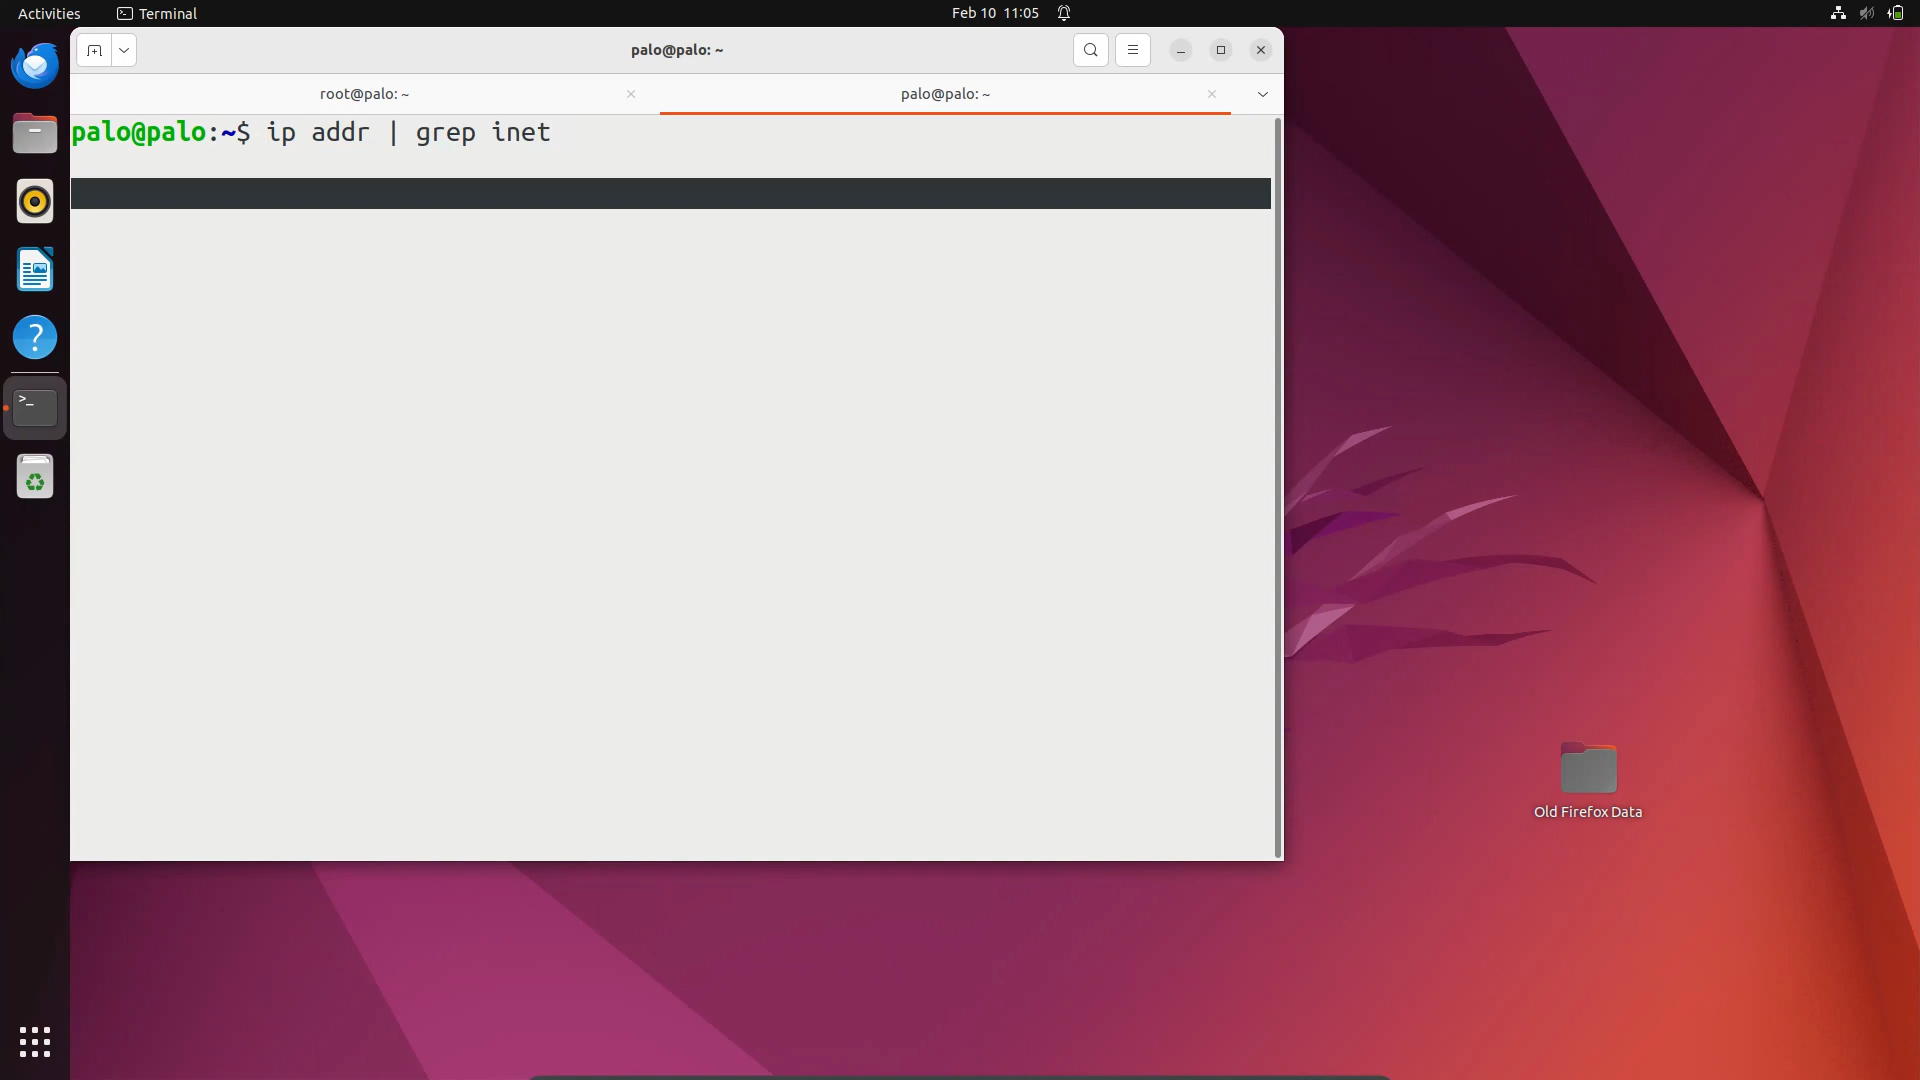 Activities
Terminal
Feb 10 11:05
palo@palo: ~
root@palo: ~
palo@palo: ~
palo@palo:~$ ip addr | grep inet
Old Firefox Data